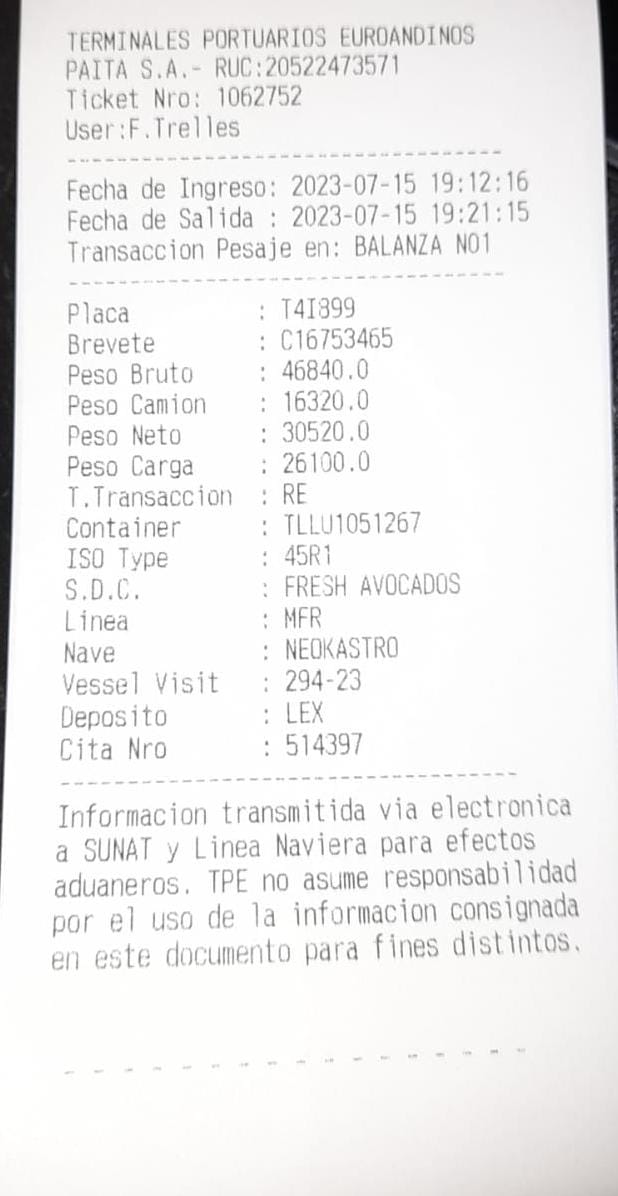 TERMINALES PORTUARIOS EUROANDINOS
PAITA S.A.- RUC:20522473571
Ticket Nro: 1062752
User:F.Trelles
Fecha de Ingreso: 2023-07-15 19:12:16
Fecha de Salida : 2023-07-15 19:21:15
Transaccion Pesaje en: BALANZA NO1
Placa : T4I899
Brevete : C16753465
Peso Bruto : 46840.0
Peso Camion : 16320.0
Peso Neto : 30520.0
Peso Carga : 26100.0
T.Transaccion : RE
Container : TLLU1051267
ISO Type : 45R1
S.D.C. : FRESH AVOCADOS
Linea : MFR
Nave : NEOKASTRO
Vessel Visit : 294-23
Deposito : LEX
Cita Nro : 514397
Informacion transmitida via electronica
a SUNAT y Linea Naviera para efectos
aduaneros. TPE no asume responsabilidad
por el uso de la informacion consignada
en este documento para fines distintos.